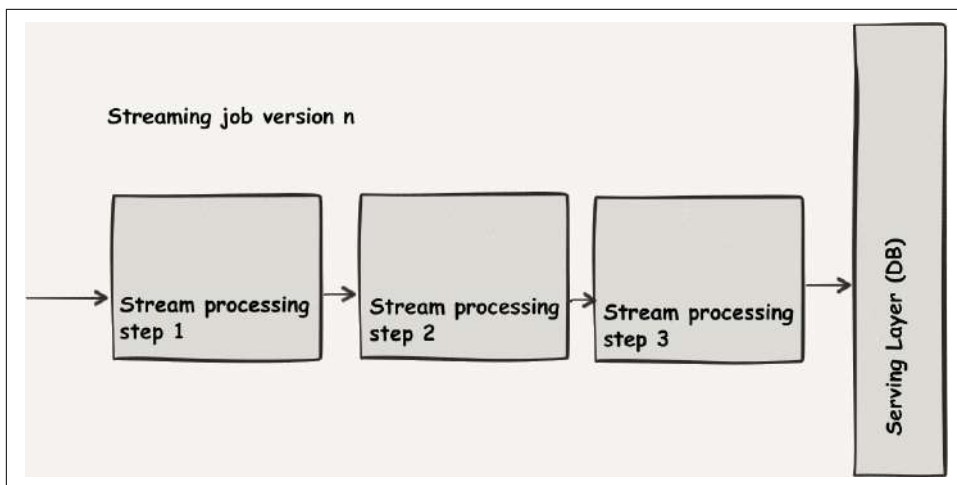 Streaming job version n
Stream processing
step 1
Stream processing
step 2
Stream processing
step 3
Serving Layer (DB)